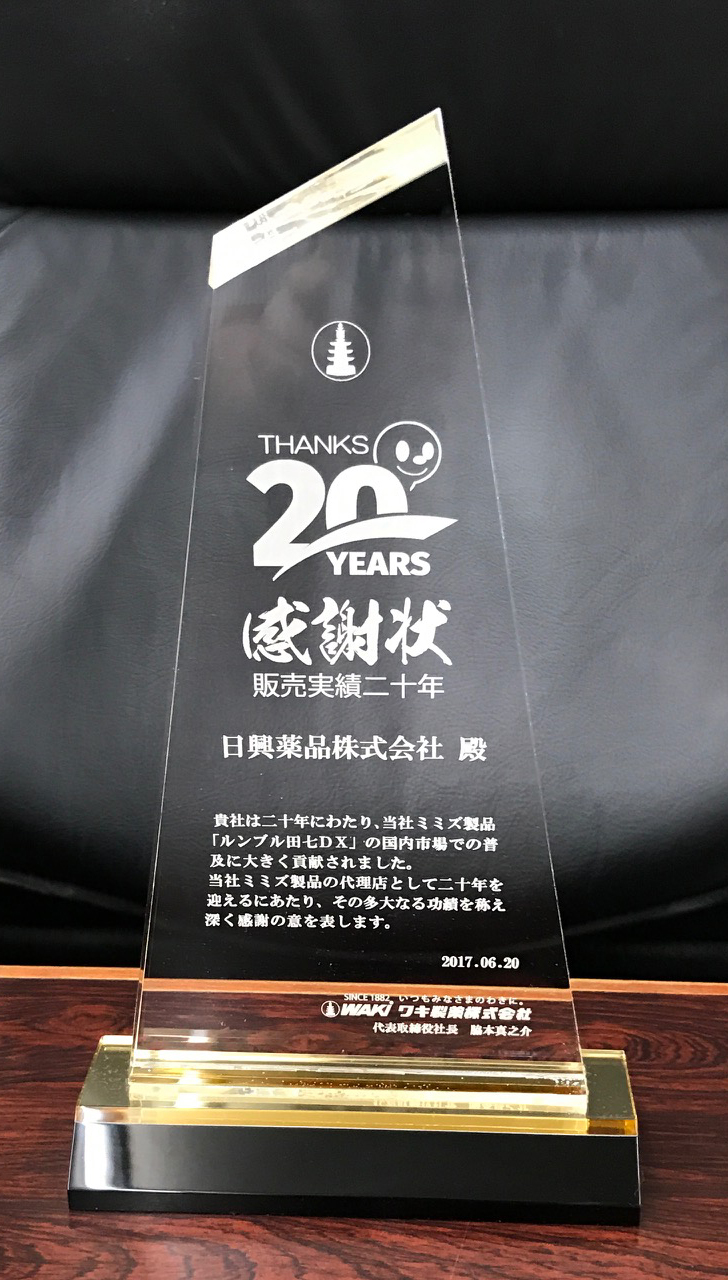 THANKS
20
YEARS
感謝状
販売実績二十年
日興薬品株式会社 殿
貴社は二十年にわたり、当社ミミズ製品
「ルンブル田七DX」の国内市場での普
及に大きく貢献されました。
当社ミミズ製品の代理店として二十年を
迎えるにあたり、その多大なる功績を称え
深く感謝の意を表します。
2017.06.20
SINCE 1882 いつもみなさまのわきに。
WAKi ワキ製薬株式会社
代表取締役社長 脇本真之介